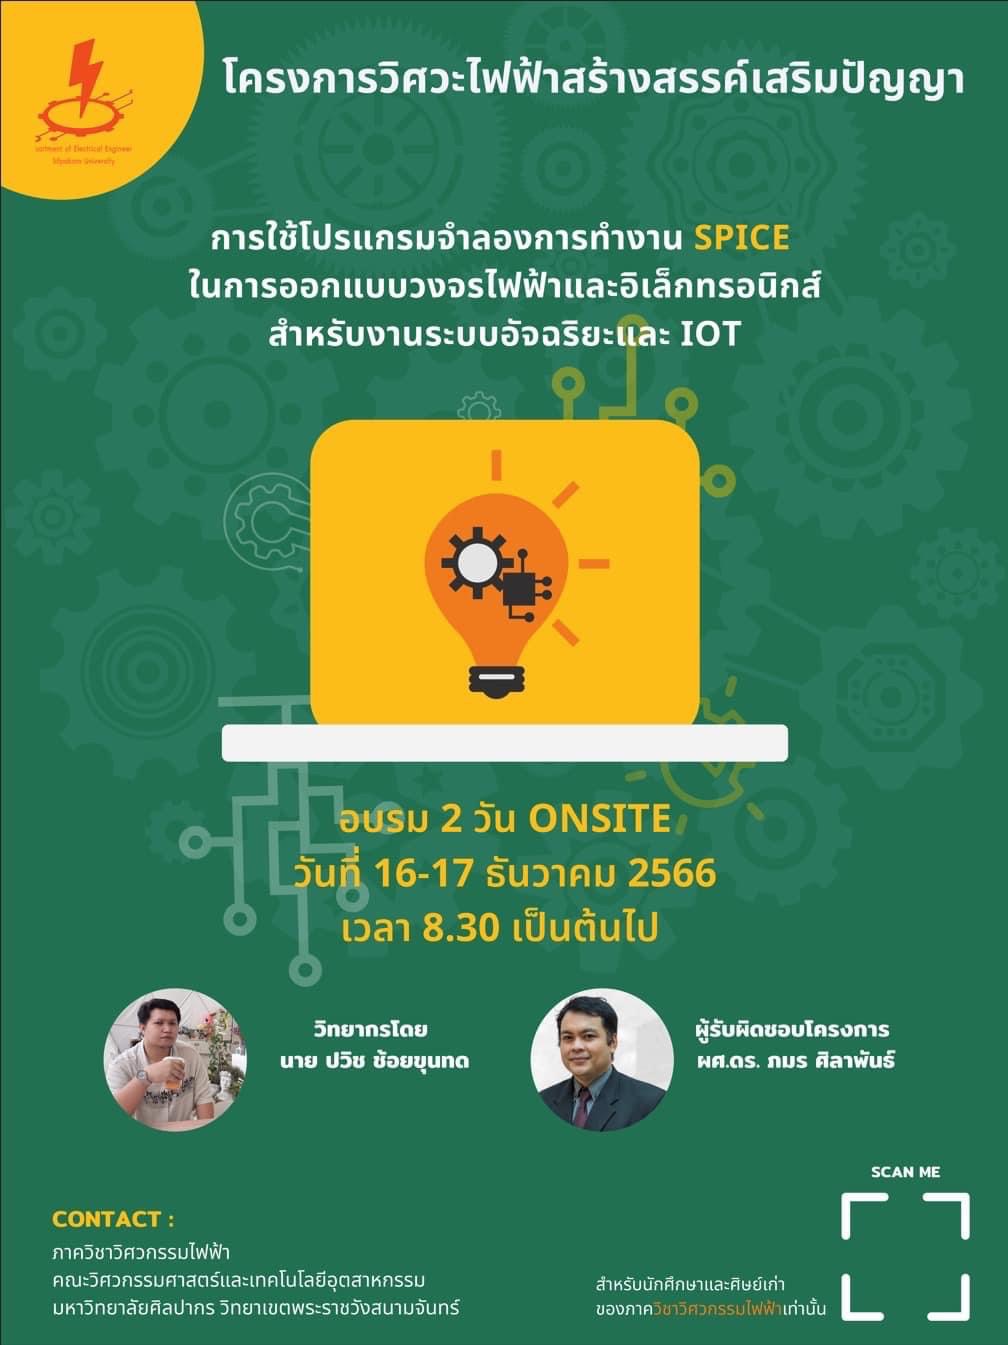 โครงการวิศวะไฟฟ้าสร้างสรรค์เสริมปัญญา
partment of Electrical Engineer
University
การใช้โปรแกรมจำลองการทำงาน SPICE
ในการออกแบบวงจรไฟฟ้าและอิเล็กทรอนิกส์
สำหรับงานระบบอัจฉริยะและ IOT
อบรม 2 วัน ONSITE
วันที่ 16-17 ธันวาคม 2566
เวลา 8.30 เป็นต้นไป
วิทยากรโดย
นาย ปวิช ช้อยขุนทด
ผู้รับผิดชอบโครงการ
ผศ.ดร. ภมร ศิลาพันธ์
SCAN ME
CONTACT :
ภาควิชาวิศวกรรมไฟฟ้า
คณะวิศวกรรมศาสตร์และเทคโนโลยีอุตสาหกรรม
มหาวิทยาลัยศิลปากร วิทยาเขตพระราชวังสนามจันทร์
สำหรับนักศึกษาและศิษย์เก่า
ของภาควิชาวิศวกรรมไฟฟ้าเท่านั้น